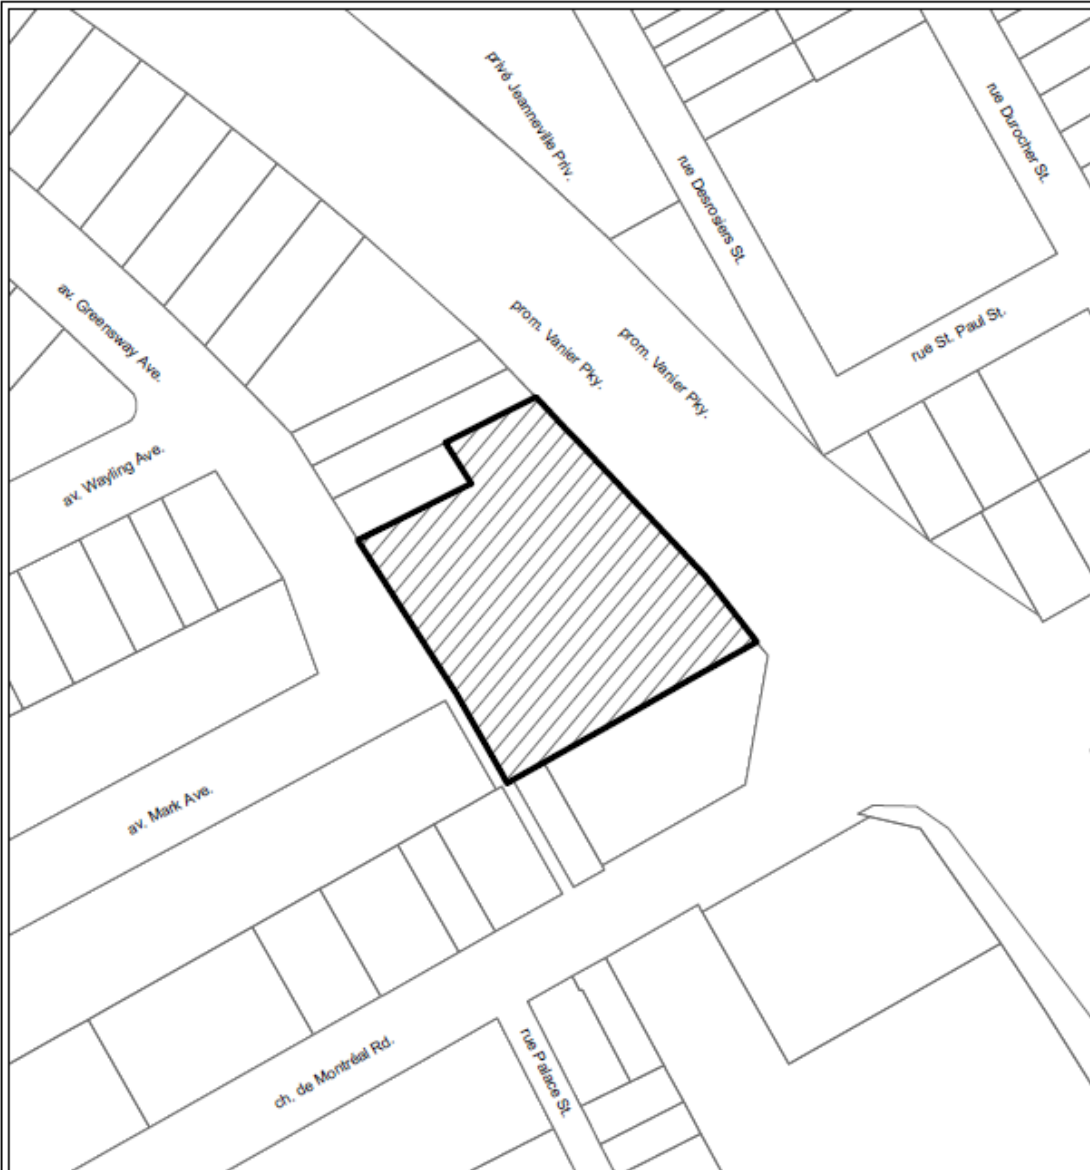 privé Jeanneville Priv.
rue Durocher St.
rue Desrosiers St.
av. Greensway Ave.
prom. Vanier Pky.
prom. Vanier Pky.
rue St. Paul St.
av. Wayling Ave.
av. Mark Ave.
ch. de Montréal Rd.
rue Palace St.